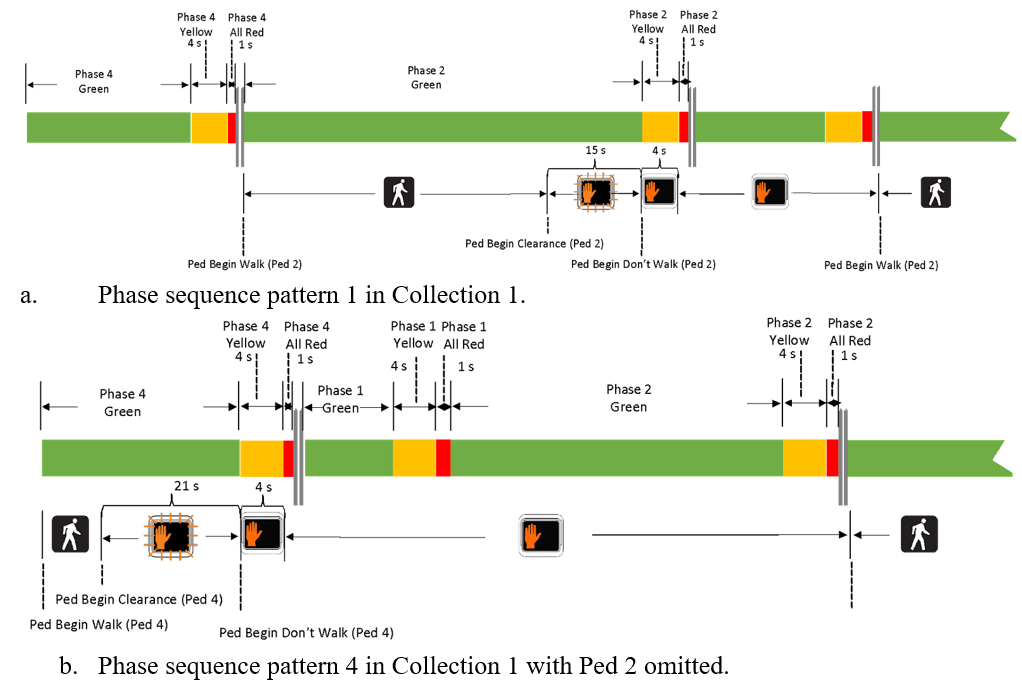 Phase 4 Phase 4
Yellow All Red
4 s 1 s
Phase 2 Phase 2
Yellow All Red
4 s 1 s
Phase 4
Green
Phase 2
Green
15 s 4 s
Ped Begin Clearance (Ped 2)
Ped Begin Walk (Ped 2)
Ped Begin Don't Walk (Ped 2)
Ped Begin Walk (Ped 2)
a. Phase sequence pattern 1 in Collection 1.
Phase 4 Phase 4
Yellow All Red
4 s 1 s
Phase 1 Phase 1
Yellow All Red
4 s 1 s
Phase 2 Phase 2
Yellow All Red
4 s 1 s
Phase 4
Green
Phase 1
Green
Phase 2
Green
21 s 4 s
Ped Begin Clearance (Ped 4)
Ped Begin Walk (Ped 4)
Ped Begin Don't Walk (Ped 4)
b. Phase sequence pattern 4 in Collection 1 with Ped 2 omitted.